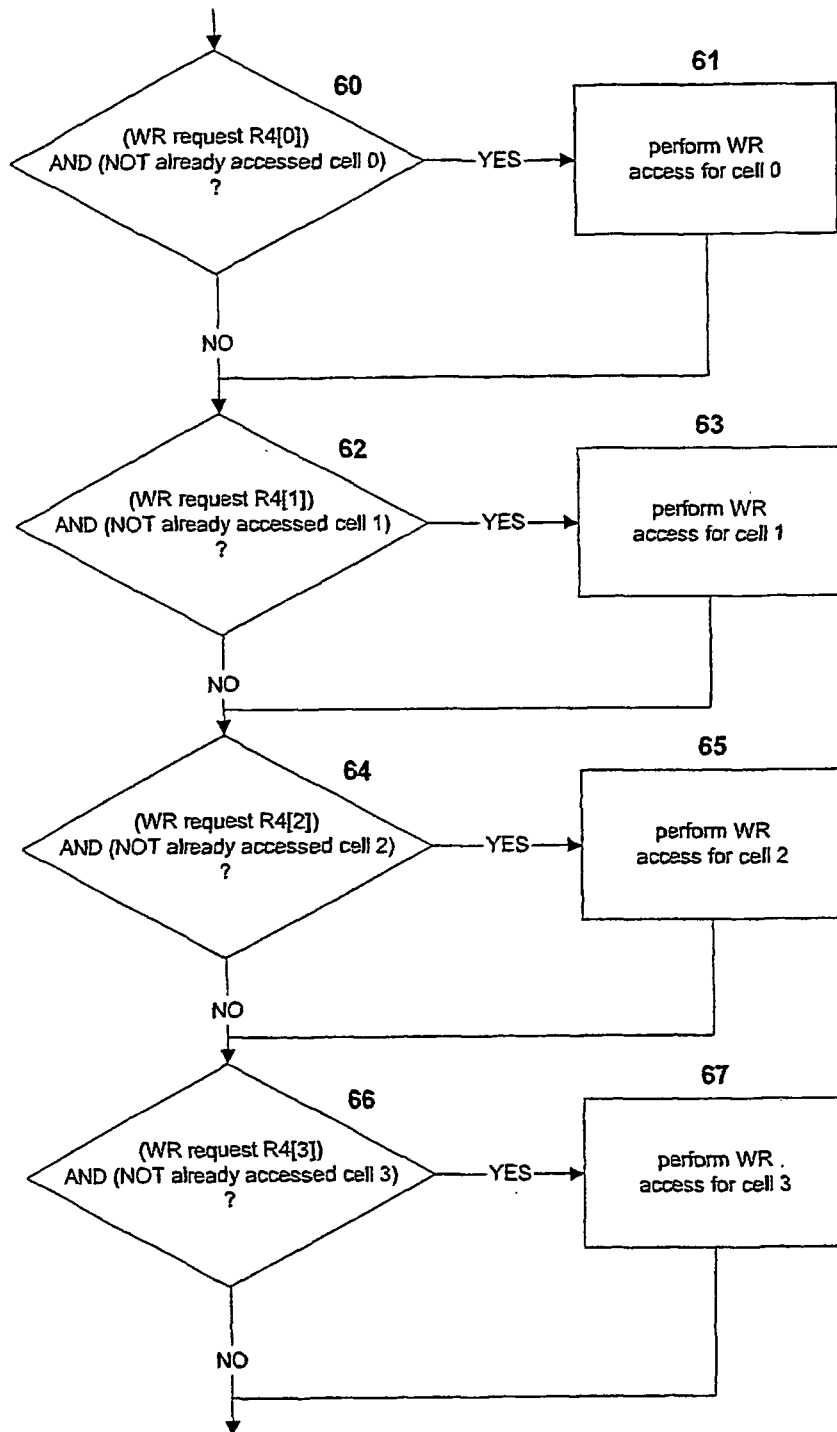 60
(WR request R4[0])
AND (NOT already accessed cell 0)
?
YES
61
perform WR
access for cell 0
NO
62
(WR request R4[1])
AND (NOT already accessed cell 1)
?
YES
63
perform WR
access for cell 1
NO
64
(WR request R4[2])
AND (NOT already accessed cell 2)
?
YES
65
perform WR
access for cell 2
NO
66
(WR request R4[3])
AND (NOT already accessed cell 3)
?
YES
67
perform WR
access for cell 3
NO